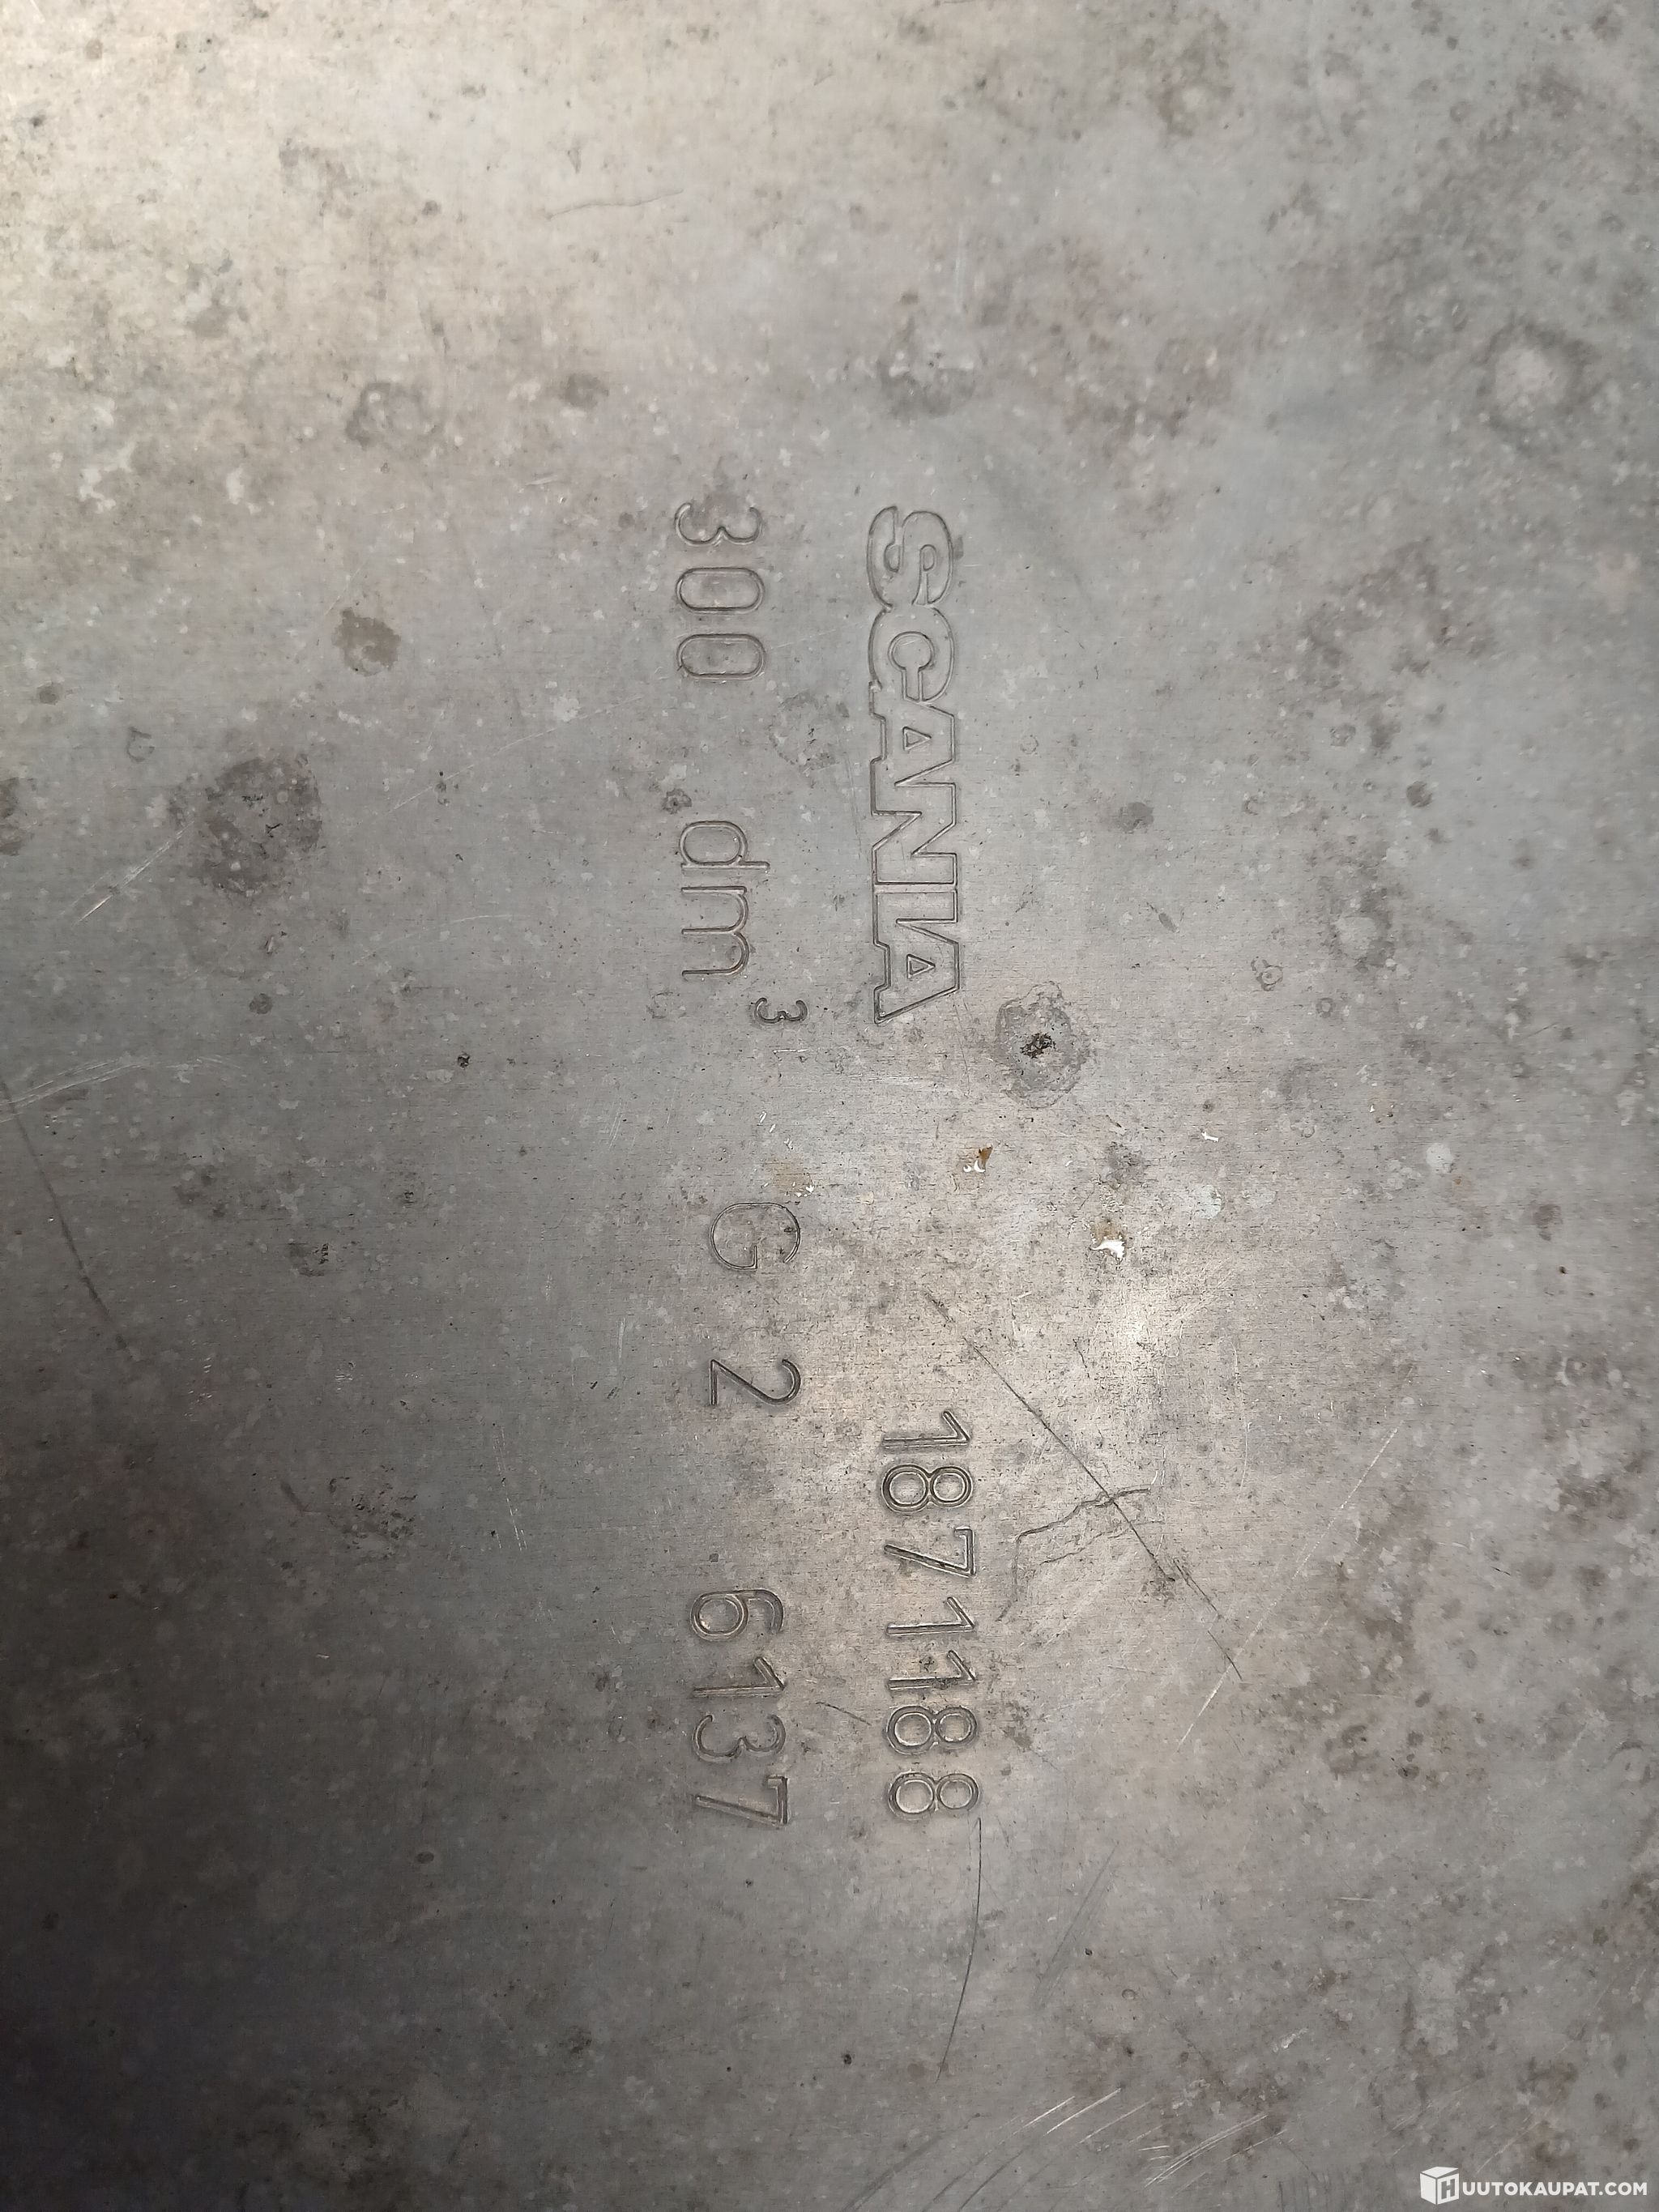 SCANIA 1871188
300 dm³ G 2 6137
HUUTOKAUPAT.COM